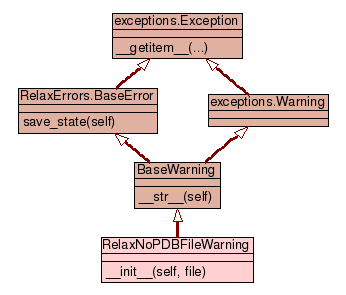 exceptions.Exception
__getitem__(...)
RelaxErrors.BaseError
save_state(self)
exceptions.Warning
BaseWarning
__str__(self)
RelaxNoPDBFileWarning
__init__(self, file)